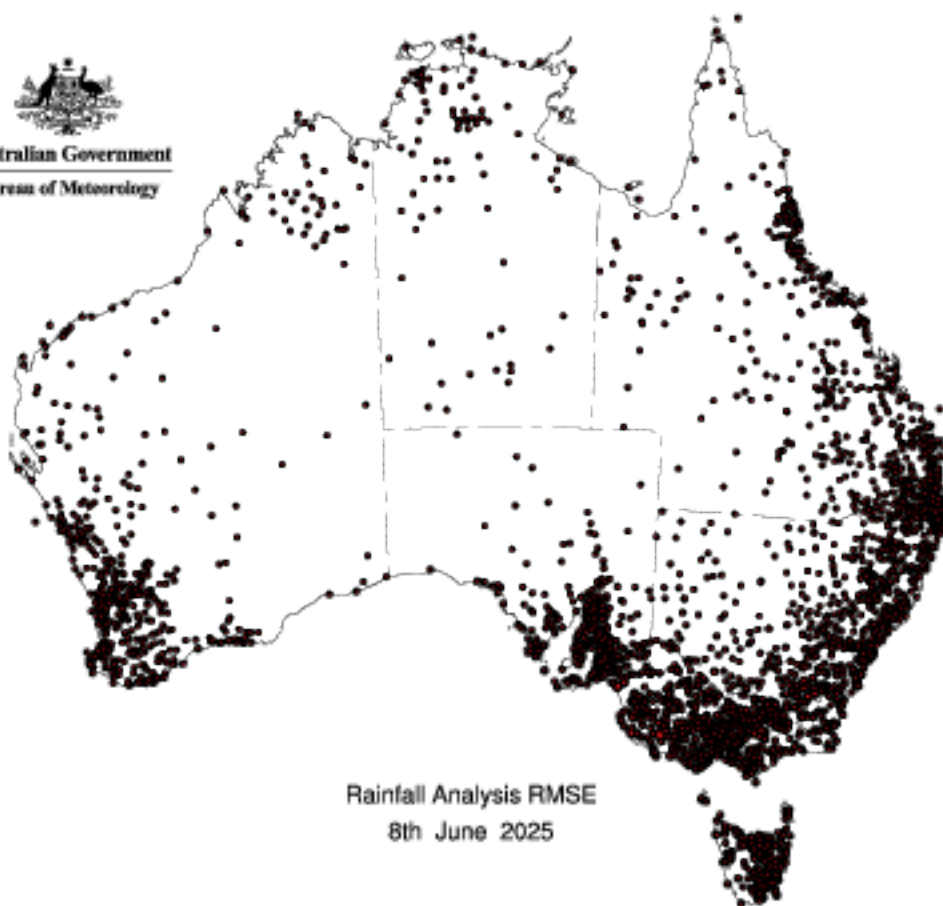 tralian Government
reau of Meteorology
Rainfall Analysis RMSE
8th June 2025